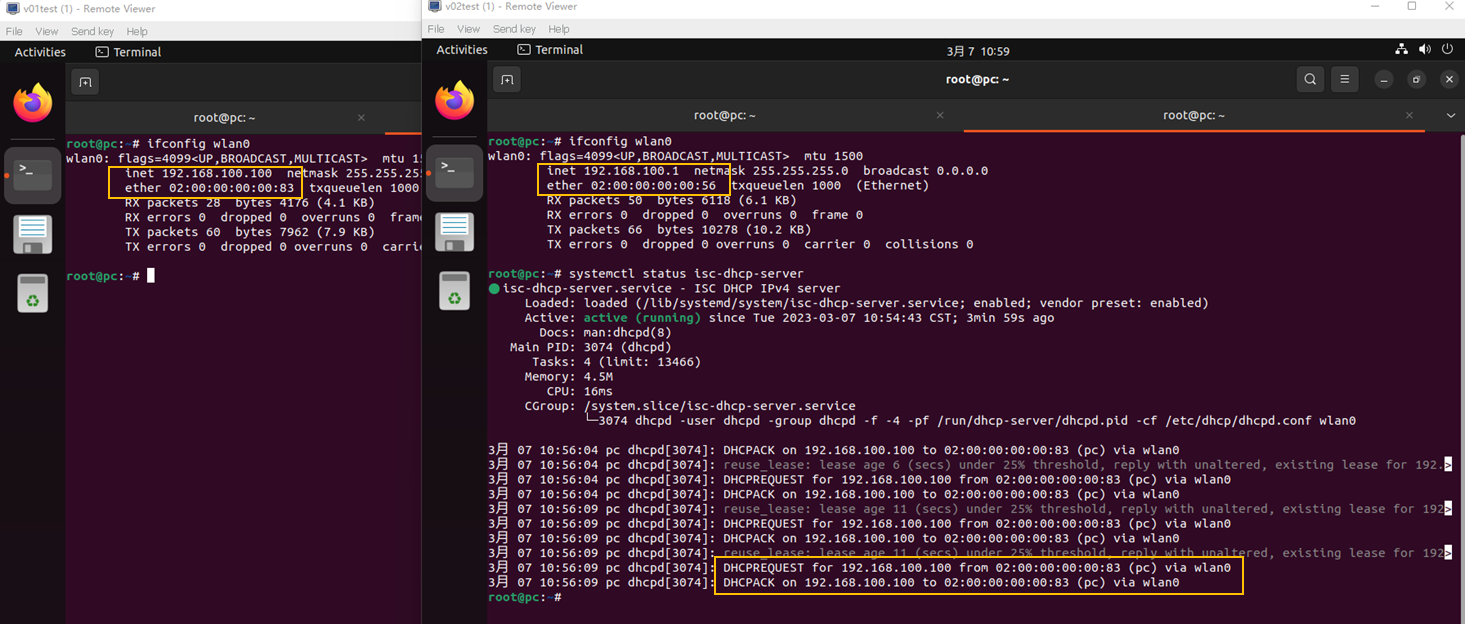 v01test (1) - Remote Viewer
File View Send key Help
Activities Terminal
root@pc: ~
root@pc:~# ifconfig wlan0
wlan0: flags=4099<UP,BROADCAST,MULTICAST> mtu 15
inet 192.168.100.100 netmask 255.255.255
ether 02:00:00:00:00:83 txqueuelen 1000
RX packets 28 bytes 4176 (4.1 KB)
RX errors 0 dropped 0 overruns 0 frame
TX packets 60 bytes 7962 (7.9 KB)
TX errors 0 dropped 0 overruns 0 carri
root@pc:~#
v02test (1) - Remote Viewer
File View Send key Help
Activities Terminal 3月 7 10:59
root@pc: ~
root@pc: ~ root@pc: ~
root@pc:~# ifconfig wlan0
wlan0: flags=4099<UP,BROADCAST,MULTICAST> mtu 1500
inet 192.168.100.1 netmask 255.255.255.0 broadcast 0.0.0.0
ether 02:00:00:00:00:56 txqueuelen 1000 (Ethernet)
RX packets 50 bytes 6118 (6.1 KB)
RX errors 0 dropped 0 overruns 0 frame 0
TX packets 66 bytes 10278 (10.2 KB)
TX errors 0 dropped 0 overruns 0 carrier 0 collisions 0
root@pc:~# systemctl status isc-dhcp-server
isc-dhcp-server.service - ISC DHCP IPv4 server
Loaded: loaded (/lib/systemd/system/isc-dhcp-server.service; enabled; vendor preset: enabled)
Active: active (running) since Tue 2023-03-07 10:54:43 CST; 3min 59s ago
Docs: man:dhcpd(8)
Main PID: 3074 (dhcpd)
Tasks: 4 (limit: 13466)
Memory: 4.5M
CPU: 16ms
CGroup: /system.slice/isc-dhcp-server.service
└─3074 dhcpd -user dhcpd -group dhcpd -f -4 -pf /run/dhcp-server/dhcpd.pid -cf /etc/dhcp/dhcpd.conf wlan0
3月 07 10:56:04 pc dhcpd[3074]: DHCPACK on 192.168.100.100 to 02:00:00:00:00:83 (pc) via wlan0
3月 07 10:56:04 pc dhcpd[3074]: reuse_lease: lease age 6 (secs) under 25% threshold, reply with unaltered, existing lease for 192.>
3月 07 10:56:04 pc dhcpd[3074]: DHCPREQUEST for 192.168.100.100 from 02:00:00:00:00:83 (pc) via wlan0
3月 07 10:56:04 pc dhcpd[3074]: DHCPACK on 192.168.100.100 to 02:00:00:00:00:83 (pc) via wlan0
3月 07 10:56:09 pc dhcpd[3074]: reuse_lease: lease age 11 (secs) under 25% threshold, reply with unaltered, existing lease for 192>
3月 07 10:56:09 pc dhcpd[3074]: DHCPREQUEST for 192.168.100.100 from 02:00:00:00:00:83 (pc) via wlan0
3月 07 10:56:09 pc dhcpd[3074]: DHCPACK on 192.168.100.100 to 02:00:00:00:00:83 (pc) via wlan0
3月 07 10:56:09 pc dhcpd[3074]: reuse_lease: lease age 11 (secs) under 25% threshold, reply with unaltered, existing lease for 192>
3月 07 10:56:09 pc dhcpd[3074]: DHCPREQUEST for 192.168.100.100 from 02:00:00:00:00:83 (pc) via wlan0
3月 07 10:56:09 pc dhcpd[3074]: DHCPACK on 192.168.100.100 to 02:00:00:00:00:83 (pc) via wlan0
root@pc:~#